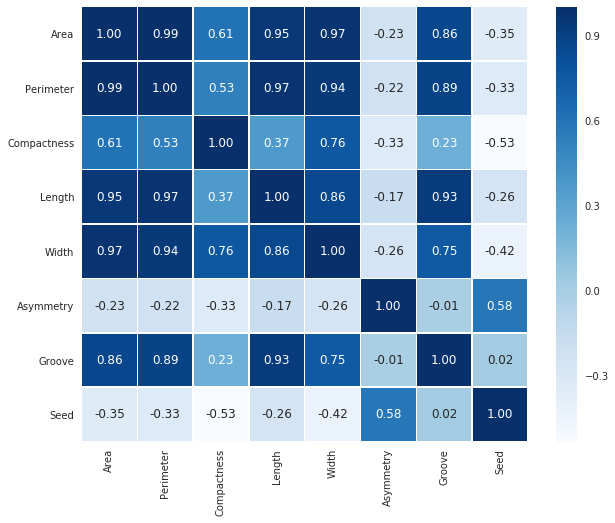 Area 1.00 0.99 0.61 0.95 0.97 -0.23 0.86 -0.35
Perimeter 0.99 1.00 0.53 0.97 0.94 -0.22 0.89 -0.33
Compactness 0.61 0.53 1.00 0.37 0.76 -0.33 0.23 -0.53
Length 0.95 0.97 0.37 1.00 0.86 -0.17 0.93 -0.26
Width 0.97 0.94 0.76 0.86 1.00 -0.26 0.75 -0.42
Asymmetry -0.23 -0.22 -0.33 -0.17 -0.26 1.00 -0.01 0.58
Groove 0.86 0.89 0.23 0.93 0.75 -0.01 1.00 0.02
Seed -0.35 -0.33 -0.53 -0.26 -0.42 0.58 0.02 1.00
Area Perimeter Compactness Length Width Asymmetry Groove Seed
0.9
0.6
0.3
0.0
−0.3